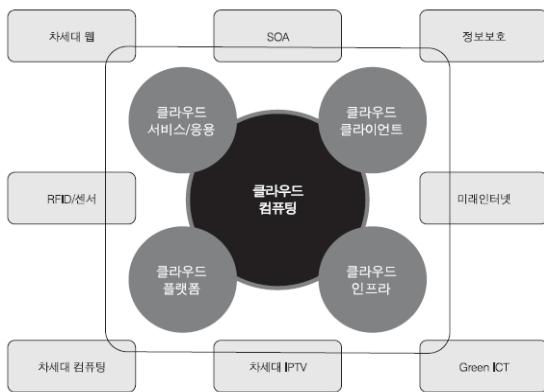 차세대 웹
SOA
정보보호
클라우드
서비스/응용
클라우드
클라이언트
RFID/센서
클라우드
컴퓨팅
미래인터넷
클라우드
플랫폼
클라우드
인프라
차세대 컴퓨팅
차세대 IPTV
Green ICT